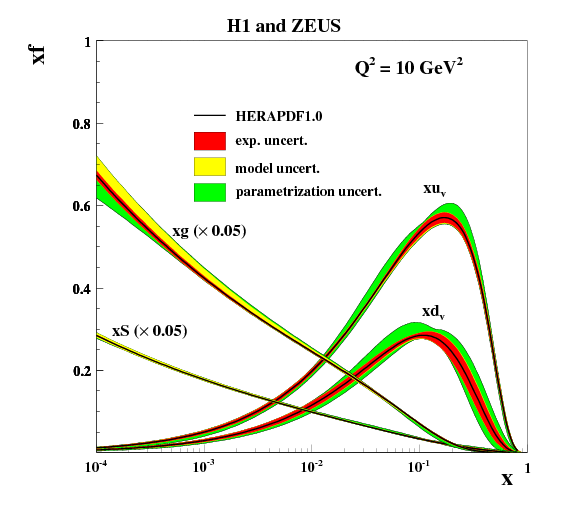 H1 and ZEUS
xf
1
Q² = 10 GeV²
HERAPDF1.0
exp. uncert.
model uncert.
parametrization uncert.
0.8
0.6
0.4
0.2
xuᵥ
xg (× 0.05)
xdᵥ
xS (× 0.05)
10⁻⁴ 10⁻³ 10⁻² 10⁻¹ 1
x